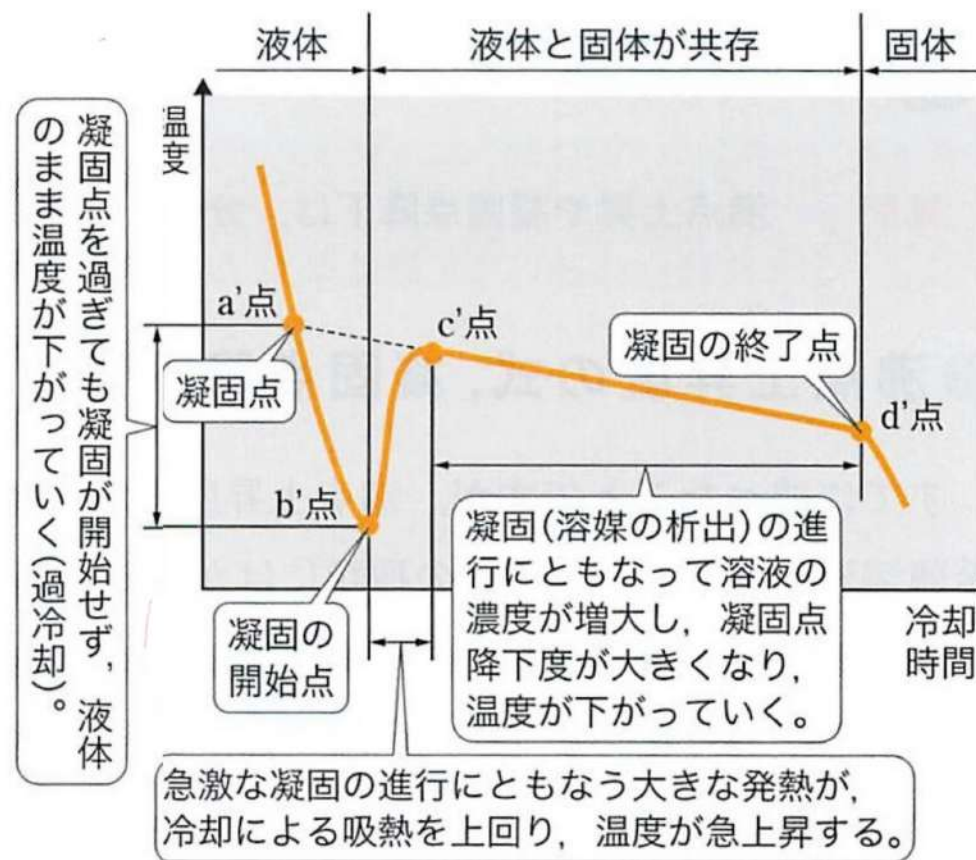 液体
液体と固体が共存
固体
温度
凝固点を過ぎても凝固が開始せず，液体
のまま温度が下がっていく(過冷却)。
a’点
凝固点
c’点
凝固の終了点
d’点
b’点
凝固の
開始点
凝固(溶媒の析出)の進
行にともなって溶液の
濃度が増大し，凝固点
降下度が大きくなり，
温度が下がっていく。
冷却
時間
急激な凝固の進行にともなう大きな発熱が，
冷却による吸熱を上回り，温度が急上昇する。